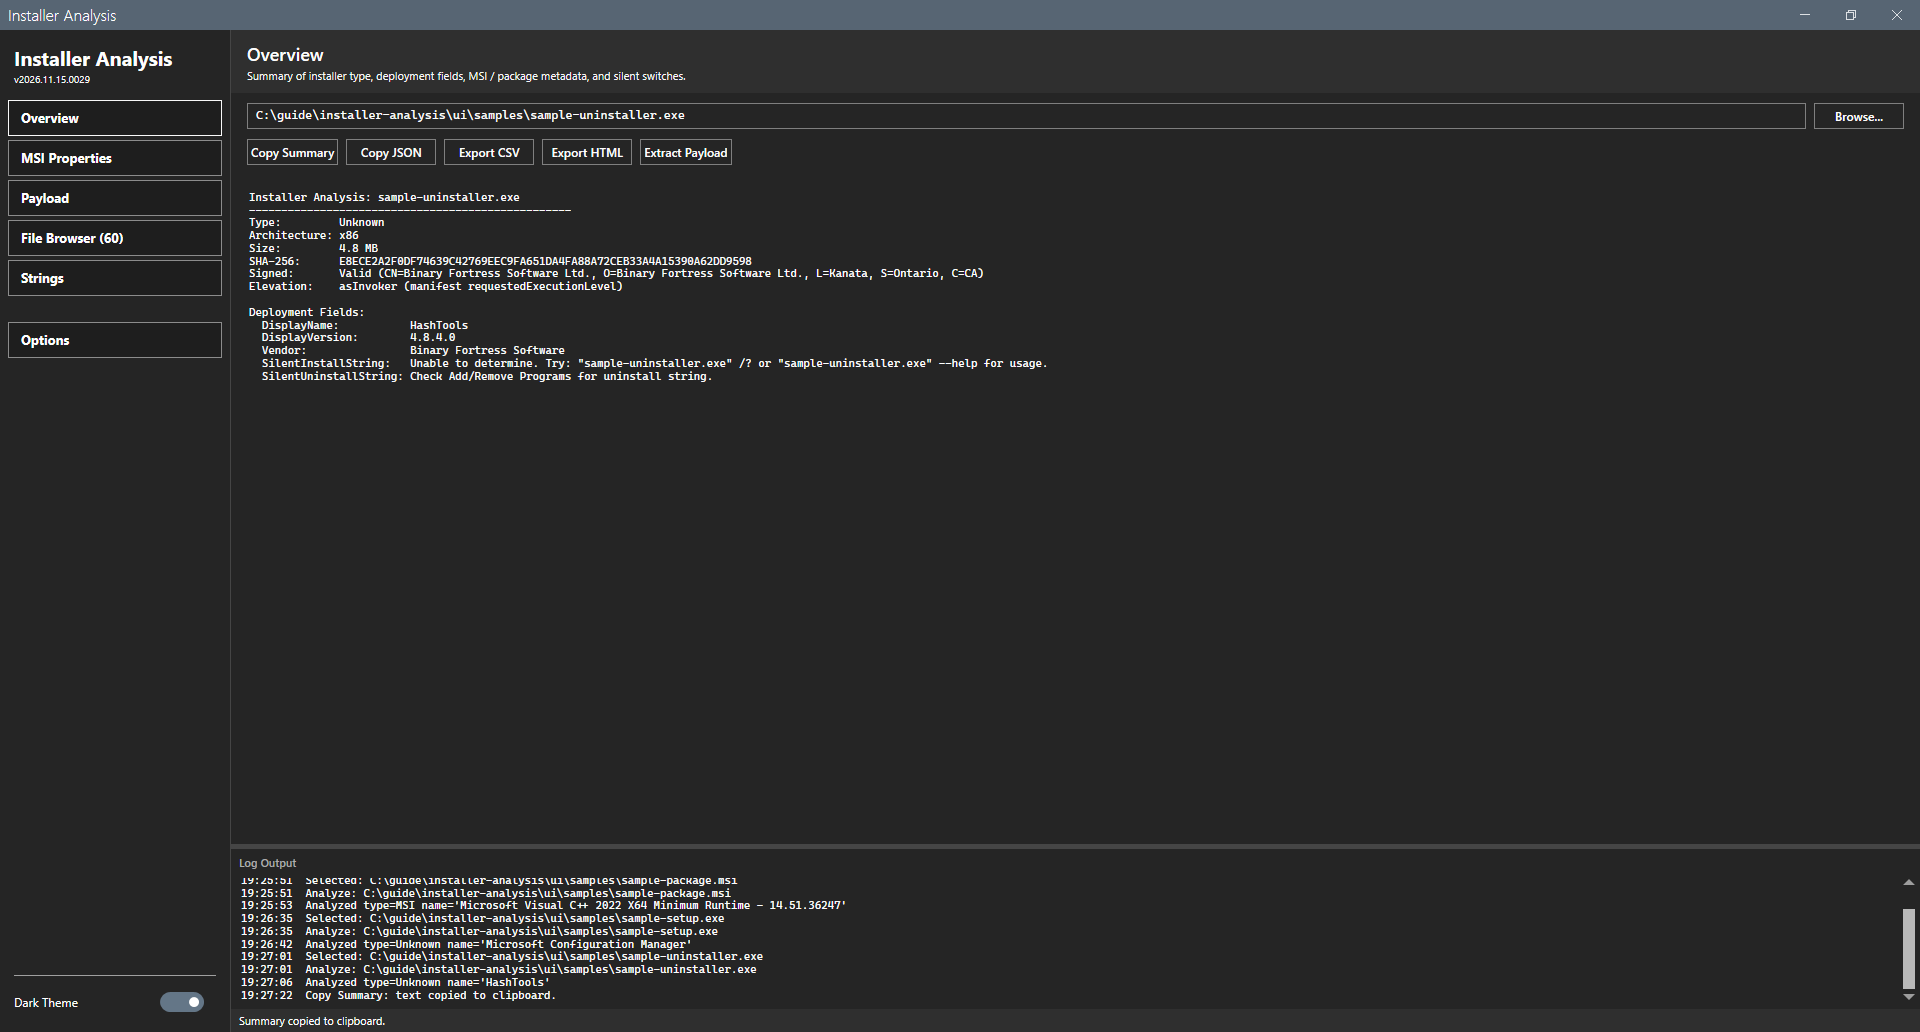 Installer Analysis
Installer Analysis
v2026.11.15.0029
Overview
MSI Properties
Payload
File Browser (60)
Strings
Options
Dark Theme
Overview
Summary of installer type, deployment fields, MSI / package metadata, and silent switches.
C:\guide\installer-analysis\ui\samples\sample-uninstaller.exe
Browse...
Copy Summary
Copy JSON
Export CSV
Export HTML
Extract Payload
Installer Analysis: sample-uninstaller.exe
--------------------------------------------------
Type: Unknown
Architecture: x86
Size: 4.8 MB
SHA-256: E8ECE2A2F0DF74639C42769EEC9FA651DA4FA88A72CEB33A4A15390A62DD9598
Signed: Valid (CN=Binary Fortress Software Ltd., O=Binary Fortress Software Ltd., L=Kanata, S=Ontario, C=CA)
Elevation: asInvoker (manifest requestedExecutionLevel)
Deployment Fields:
DisplayName: HashTools
DisplayVersion: 4.8.4.0
Vendor: Binary Fortress Software
SilentInstallString: Unable to determine. Try: "sample-uninstaller.exe" /? or "sample-uninstaller.exe" --help for usage.
SilentUninstallString: Check Add/Remove Programs for uninstall string.
Log Output
19:25:51 Selected: C:\guide\installer-analysis\ui\samples\sample-package.msi
19:25:51 Analyze: C:\guide\installer-analysis\ui\samples\sample-package.msi
19:25:53 Analyzed type=MSI name='Microsoft Visual C++ 2022 X64 Minimum Runtime - 14.51.36247'
19:26:35 Selected: C:\guide\installer-analysis\ui\samples\sample-setup.exe
19:26:35 Analyze: C:\guide\installer-analysis\ui\samples\sample-setup.exe
19:26:42 Analyzed type=Unknown name='Microsoft Configuration Manager'
19:27:01 Selected: C:\guide\installer-analysis\ui\samples\sample-uninstaller.exe
19:27:01 Analyze: C:\guide\installer-analysis\ui\samples\sample-uninstaller.exe
19:27:06 Analyzed type=Unknown name='HashTools'
19:27:22 Copy Summary: text copied to clipboard.
Summary copied to clipboard.